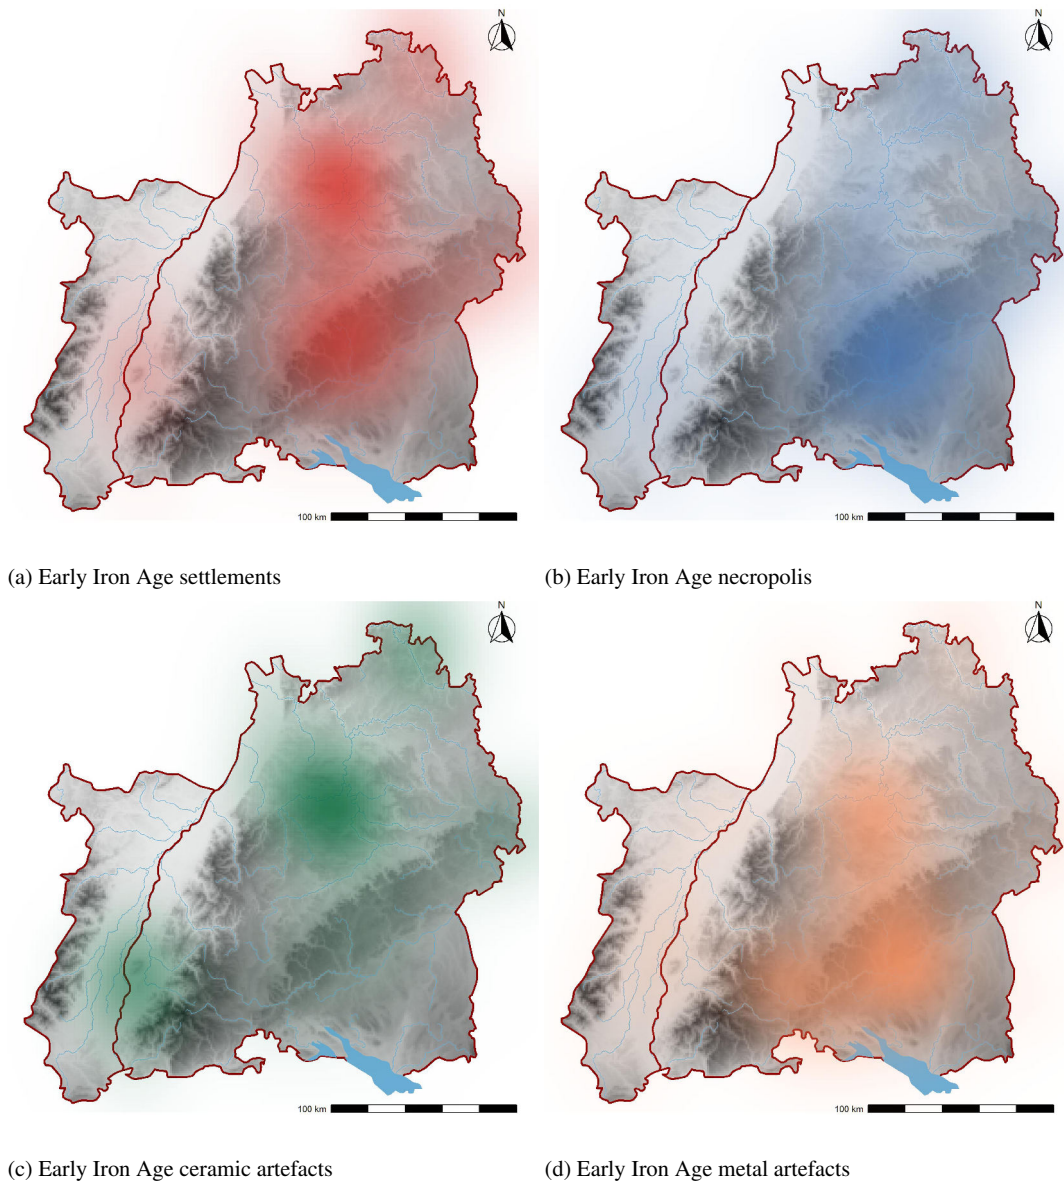 N
N
100 km
100 km
(a) Early Iron Age settlements
(b) Early Iron Age necropolis
N
N
100 km
100 km
(c) Early Iron Age ceramic artefacts
(d) Early Iron Age metal artefacts